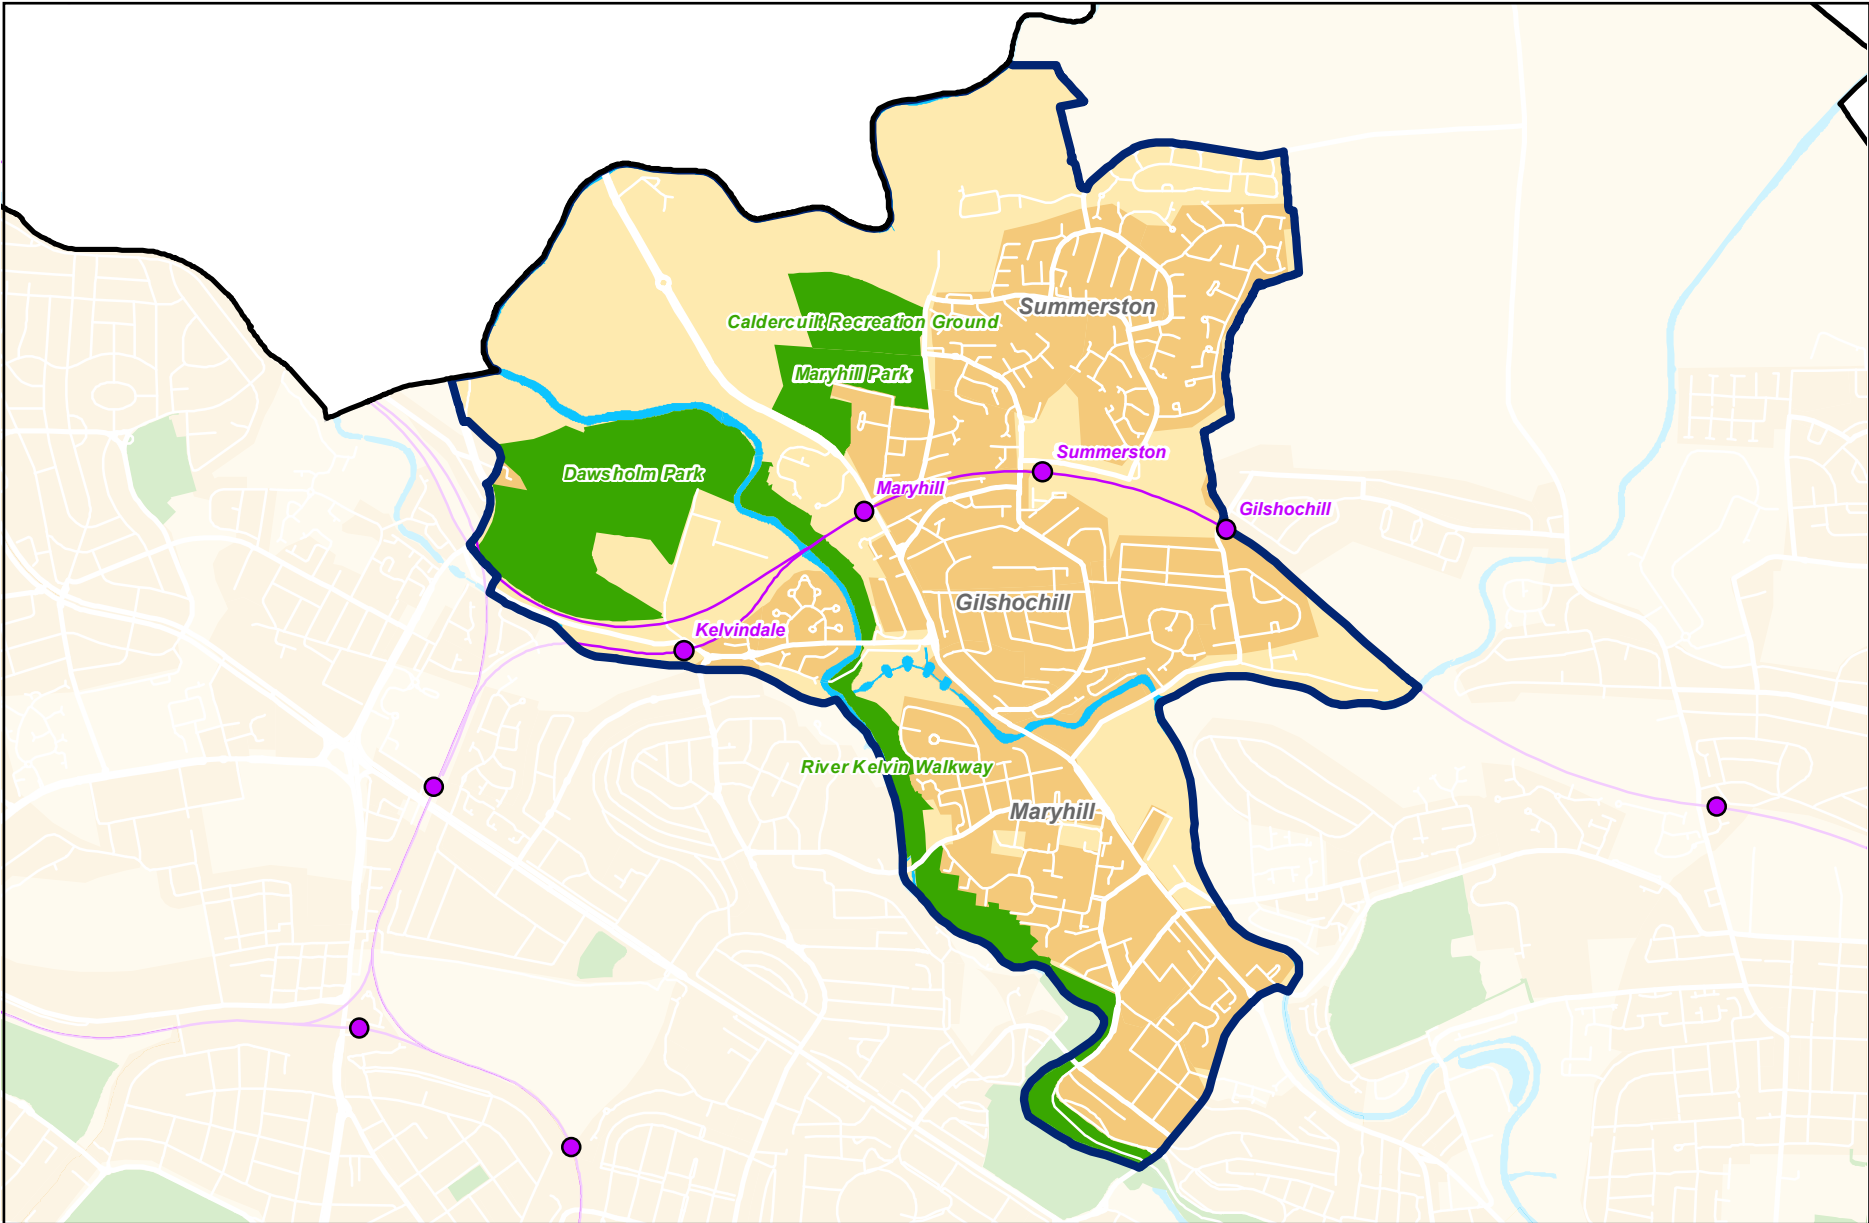 Summerston
Caldercuilt Recreation Ground
Maryhill Park
Summerston
Dawsholm Park
Maryhill
Gilshochill
Gilshochill
Kelvindale
River Kelvin Walkway
Maryhill